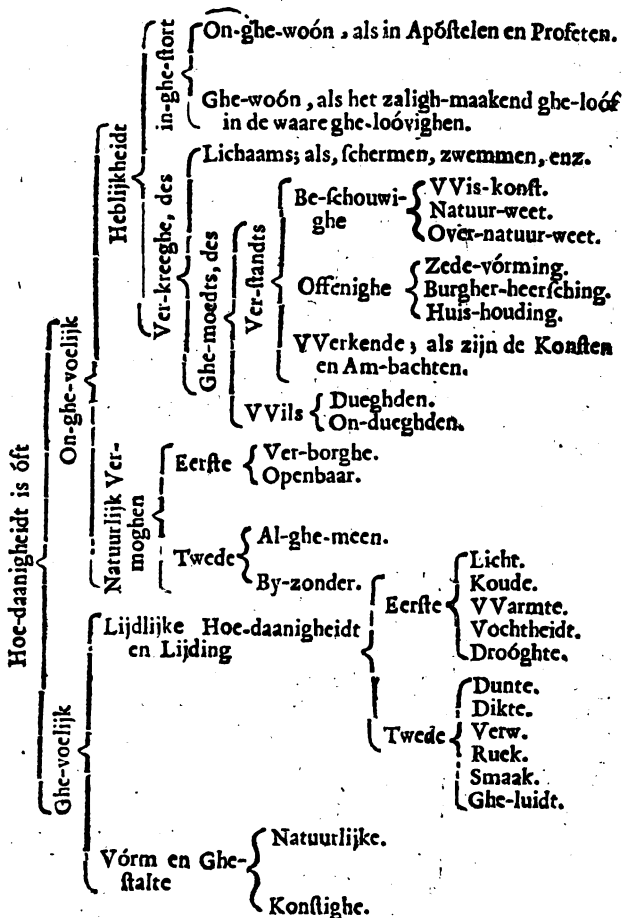 Hoe-daanigheidt is óft
On-ghe-voelijk
Heblijkheidt
in-ghe-ſtort
On-ghe-woón, als in Apóſtelen en Profeten.
Ghe-woón, als het zaligh-maakend ghe-loóf
in de waare ghe-loóvighen.
Ver-kreeghe, des
Lichaams; als, ſchermen, zwemmen, enz.
Ghe-moedts, des
Ver-ſtandts
Be-ſchouwi-
ghe
VVis-konſt.
Natuur-weet.
Over-natuur-weet.
Offenighe
Zede-vórming.
Burgher-heerſching.
Huis-houding.
VVerkende, als zijn de Konſten
en Am-bachten.
VVils
Dueghden.
On-dueghden.
Natuurlijk Ver-
moghen
Eerſte
Ver-borghe.
Openbaar.
Twede
Al-ghe-meen.
By-zonder.
Ghe-voelijk
Lijdlijke Hoe-daanigheidt
en Lijding
Eerſte
Licht.
Koude.
VVarmte.
Vochtheidt.
Droóghte.
Twede
Dunte.
Dikte.
Verw.
Ruek.
Smaak.
Ghe-luidt.
Vórm en Ghe-
ſtalte
Natuurlijke.
Konſtighe.